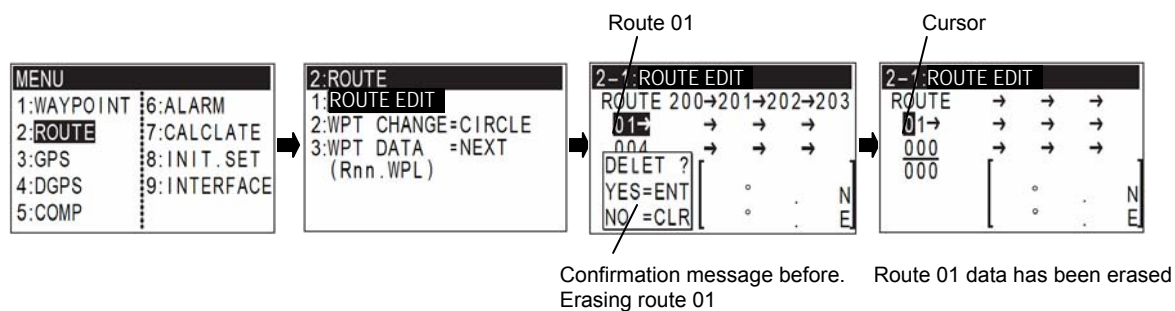 Route 01
Cursor
MENU
1:WAYPOINT 6:ALARM
2:ROUTE 7:CALCLATE
3:GPS 8:INIT.SET
4:DGPS 9:INTERFACE
5:COMP
2:ROUTE
1:ROUTE EDIT
2:WPT CHANGE=CIRCLE
3:WPT DATA =NEXT
(Rnn.WPL)
2-1:ROUTE EDIT
ROUTE 200→201→202→203
01→ → → →
004 → → →
DELET ?
YES=ENT [ ° . N
NO =CLR ° . E]
2-1:ROUTE EDIT
ROUTE → → →
01→ → → →
000 → → →
000
[ ° . N
° . E]
Confirmation message before.
Erasing route 01
Route 01 data has been erased